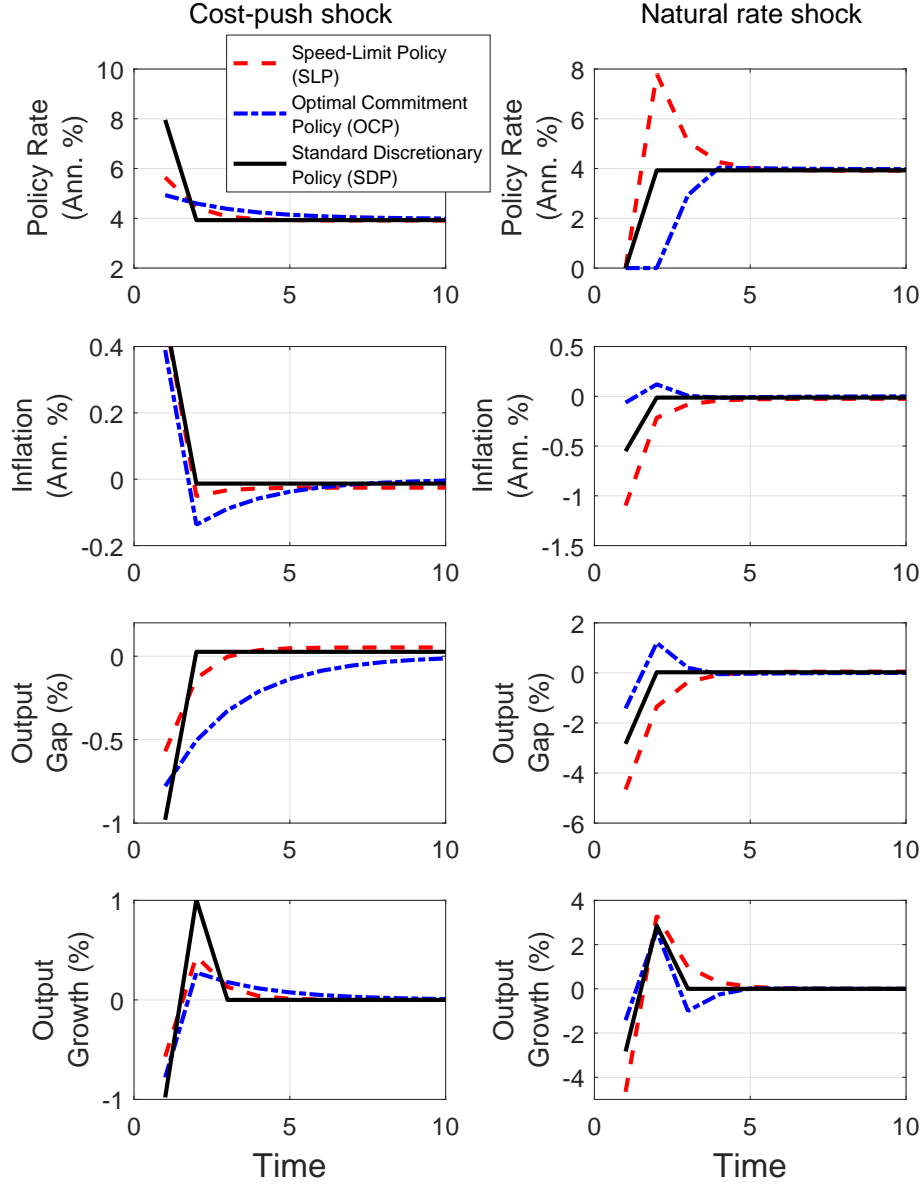 Cost-push shock
Natural rate shock
Speed-Limit Policy
(SLP)
Optimal Commitment
Policy (OCP)
Standard Discretionary
Policy (SDP)
Policy Rate
(Ann. %)
10
8
6
4
2
0
5
10
Policy Rate
(Ann. %)
8
6
4
2
0
0
5
10
Inflation
(Ann. %)
0.4
0.2
0
-0.2
0
5
10
Inflation
(Ann. %)
0.5
0
-0.5
-1
-1.5
0
5
10
Output
Gap (%)
0
-0.5
-1
0
5
10
Output
Gap (%)
2
0
-2
-4
-6
0
5
10
Output
Growth (%)
1
0
-1
0
5
10
Time
Output
Growth (%)
4
2
0
-2
-4
0
5
10
Time